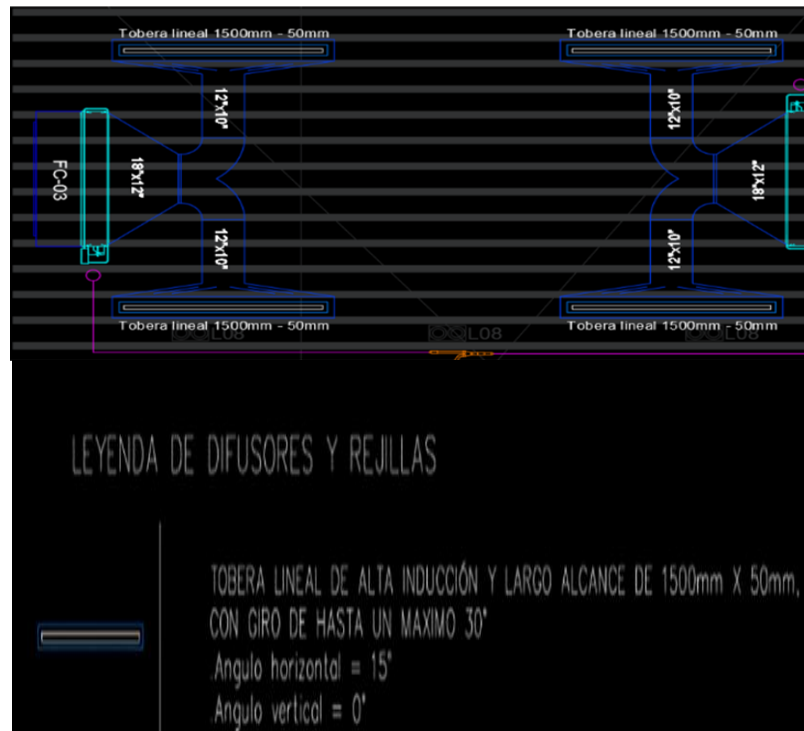 Tobera lineal 1500mm - 50mm
Tobera lineal 1500mm - 50mm
12"x10"
12"x10"
FC-03
18"x12"
18"x12"
12"x10"
12"x10"
Tobera lineal 1500mm - 50mm
Tobera lineal 1500mm - 50mm
L08
L08
L08
LEYENDA DE DIFUSORES Y REJILLAS
TOBERA LINEAL DE ALTA INDUCCIÓN Y LARGO ALCANCE DE 1500mm X 50mm,
CON GIRO DE HASTA UN MAXIMO 30°
.Angulo horizontal = 15°
.Angulo vertical = 0°